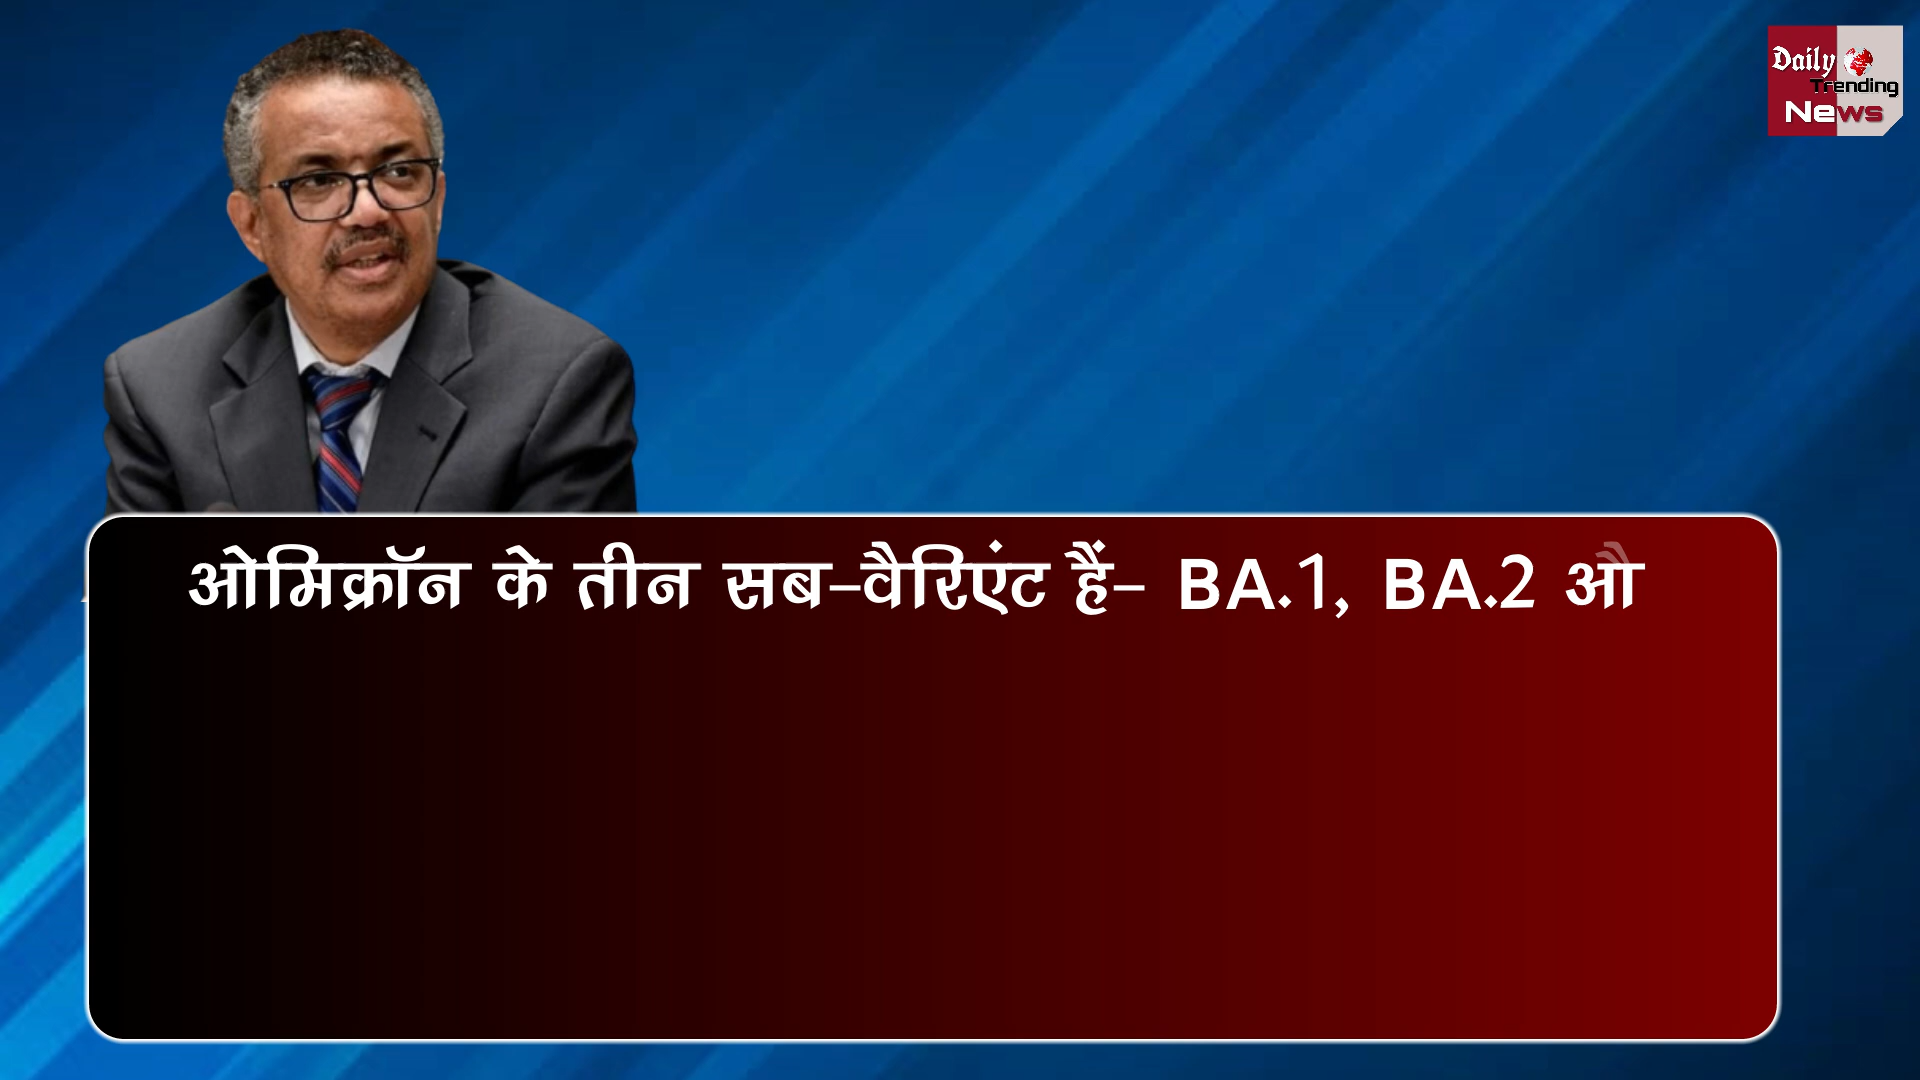 Daily
Trending
News
ओमिक्रॉन के तीन सब-वैरिएंट हैं- BA.1, BA.2 औ